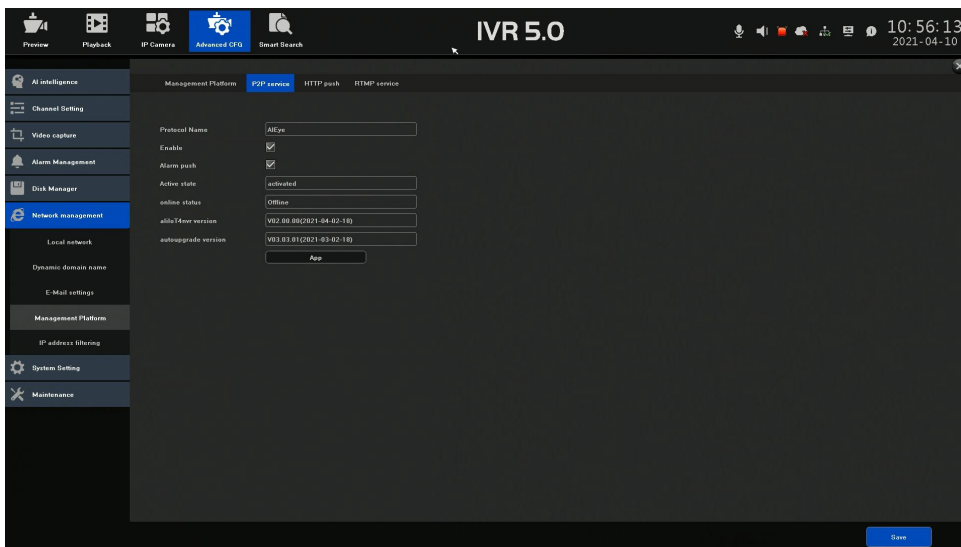 Preview
Playback
IP Camera
Advanced CFG
Smart Search
IVR 5.0
10:56:13
2021-04-10
AI intelligence
Channel Setting
Video capture
Alarm Management
Disk Manager
Network management
Local network
Dynamic domain name
E-Mail settings
Management Platform
IP address filtering
System Setting
Maintenance
Management Platform
P2P service
HTTP push
RTMP service
Protocol Name
AIEye
Enable
Alarm push
Active state
activated
online status
Offline
aliIoT4nvr version
V02.00.00(2021-04-02-18)
autoupgrade version
V03.03.01(2021-03-02-18)
App
Save